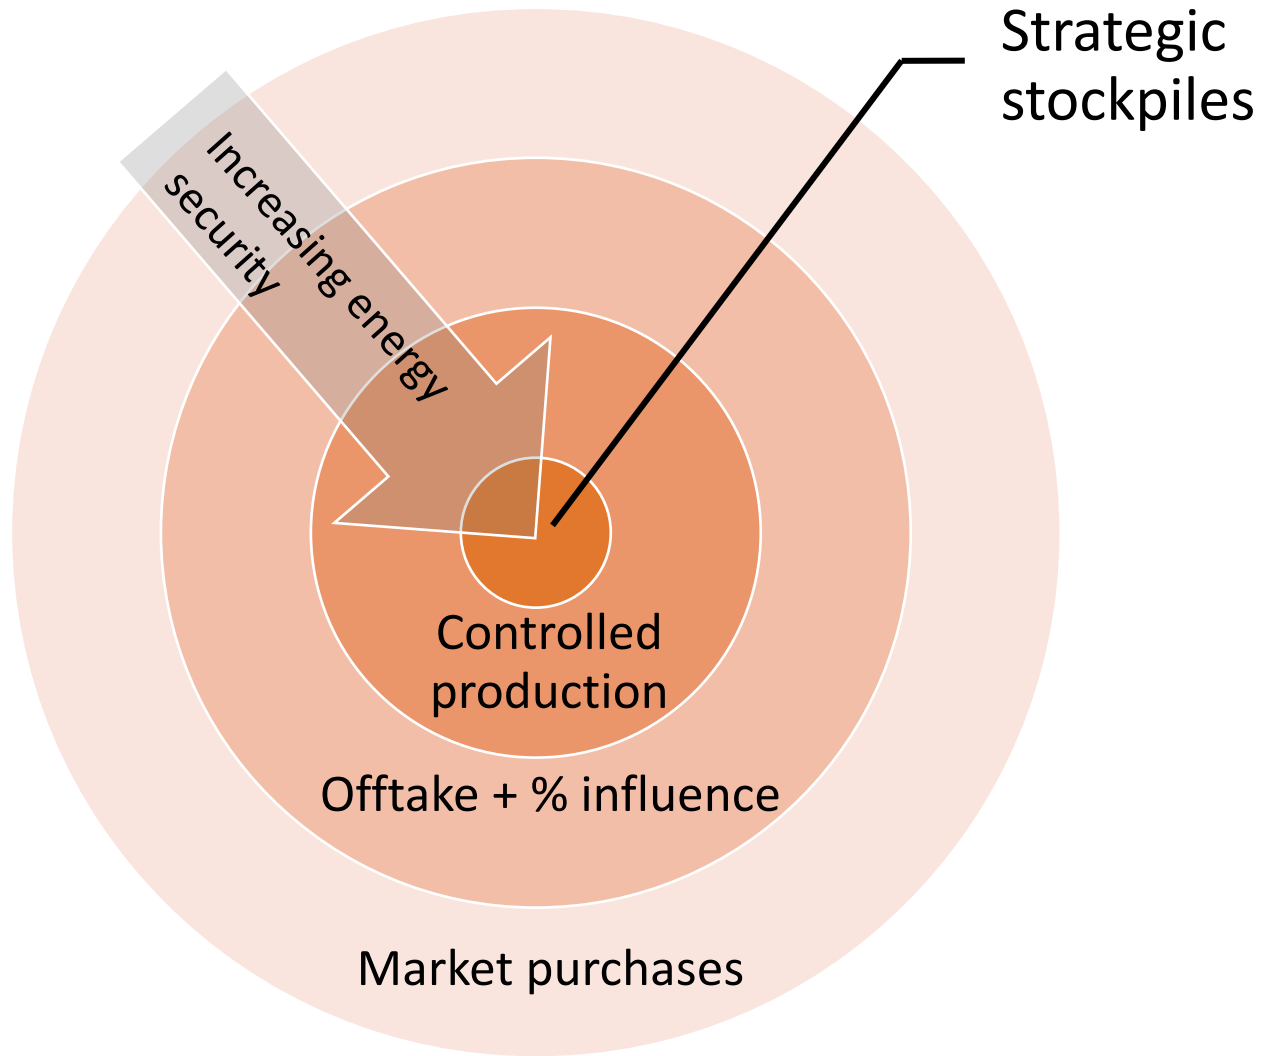 Strategic
stockpiles
Increasing energy
security
Controlled
production
Offtake + % influence
Market purchases